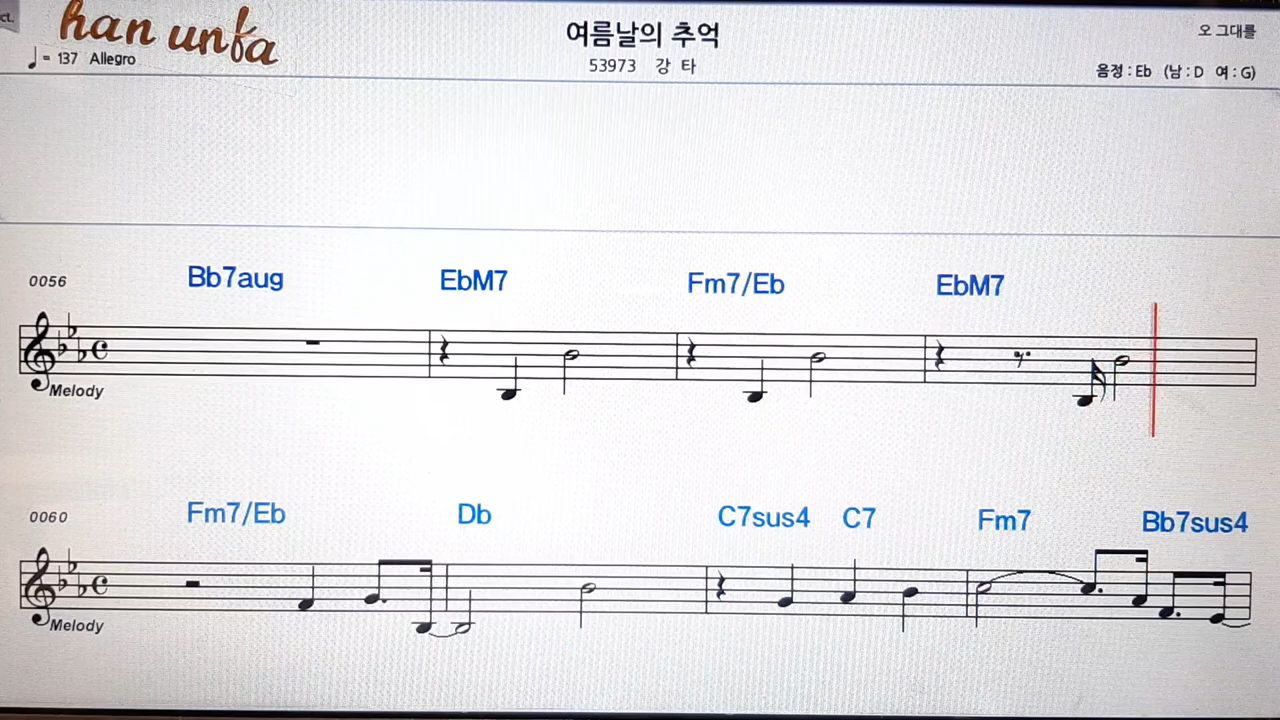 ct.
han unfa
여름날의 추억
오 그대를
♩ = 137 Allegro
53973 강 타
음정 : Eb (남 : D 여 : G)
0056 Bb7aug EbM7 Fm7/Eb EbM7
Melody
0060 Fm7/Eb Db C7sus4 C7 Fm7 Bb7sus4
Melody